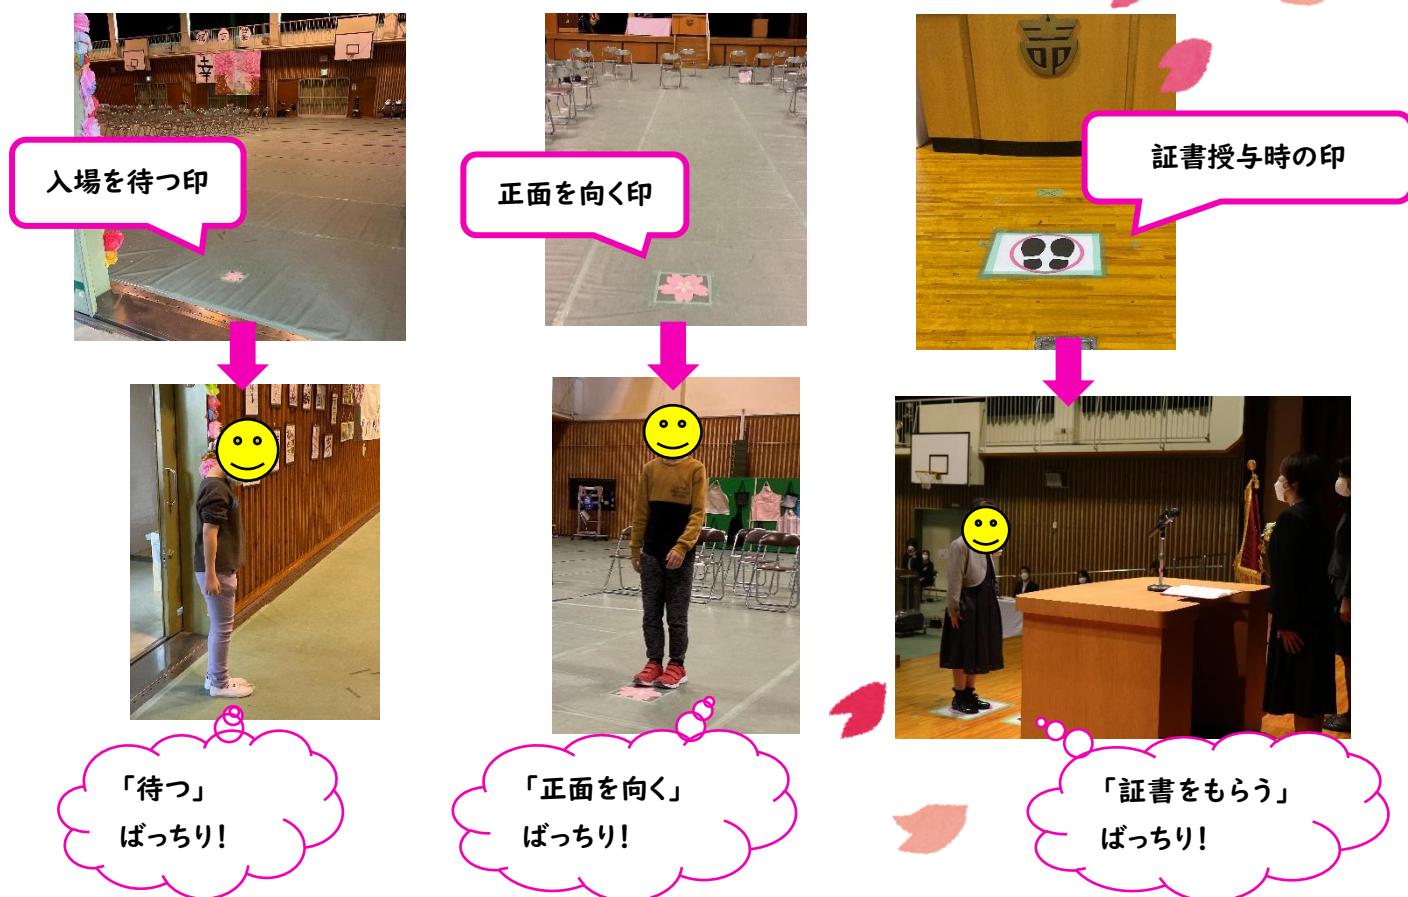 入場を待つ印
正面を向く印
証書授与時の印
「待つ」
ばっちり！
「正面を向く」
ばっちり！
「証書をもらう」
ばっちり！